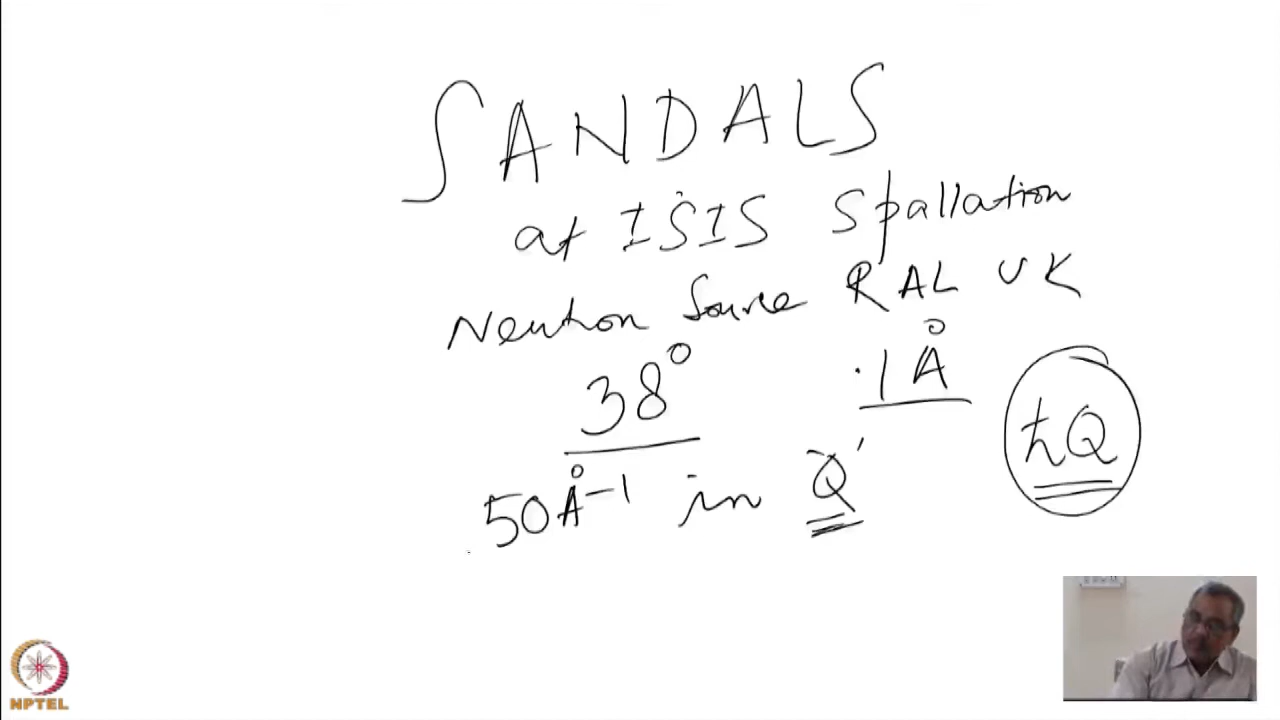 SANDALS
at ISIS Spallation
Neutron Source RAL UK
38° .1 Å
50 Å-1 in Q ħQ
NPTEL